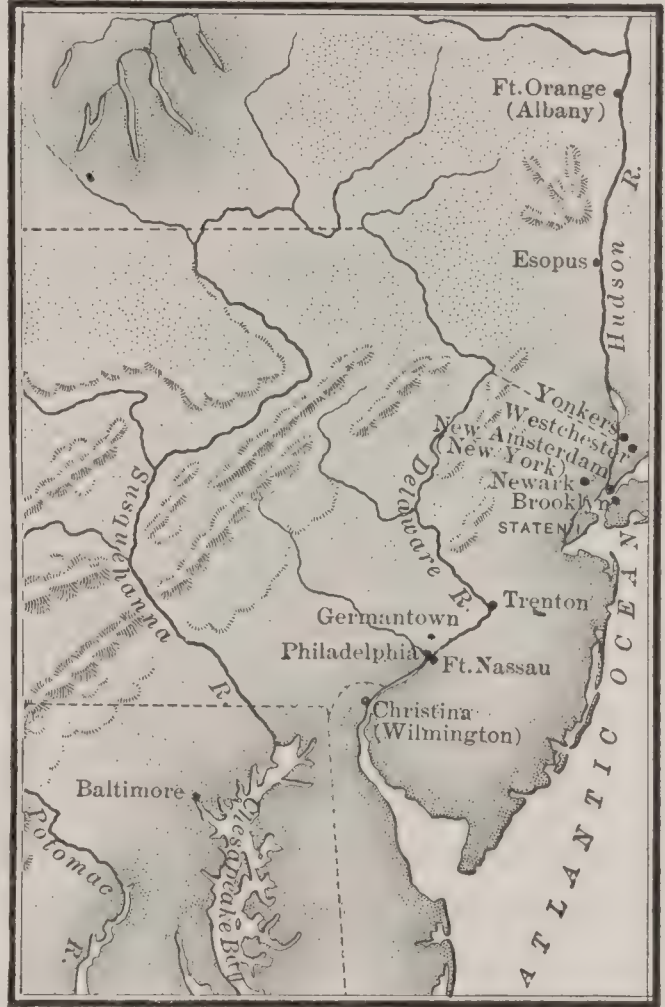 Ft. Orange
(Albany)
Hudson R.
Esopus
Yonkers
Westchester
New Amsterdam
(New York)
Newark
Brooklyn
STATEN I.
Delaware R.
Susquehanna R.
Trenton
Germantown
Philadelphia
Ft. Nassau
Christina
(Wilmington)
Baltimore
Chesapeake Bay
Potomac R.
ATLANTIC OCEAN